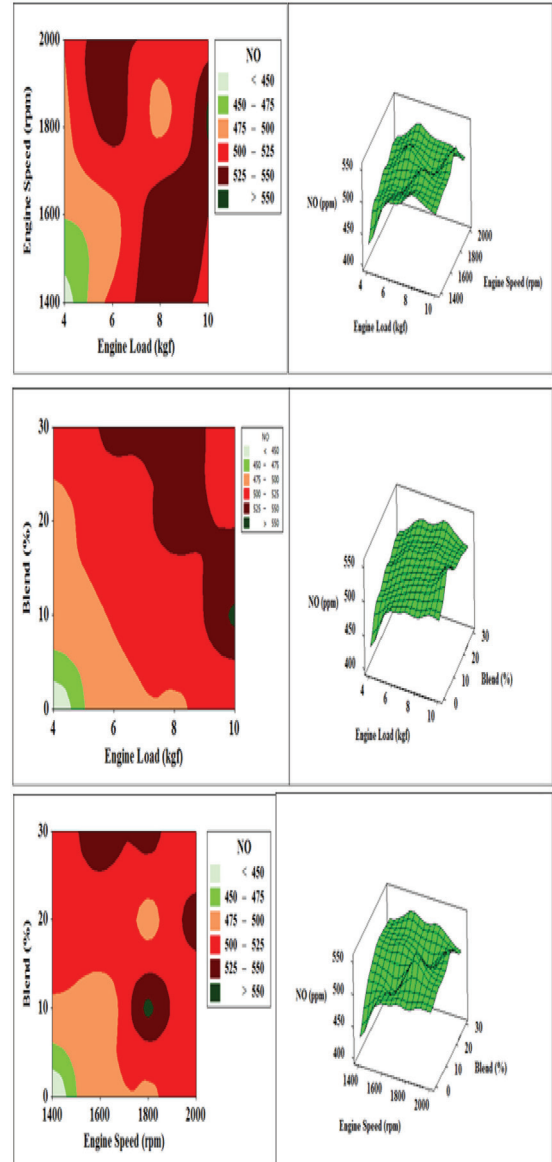 2000
1800
1600
1400
Engine Speed (rpm)
4 6 8 10
Engine Load (kgf)
NO
< 450
450 – 475
475 – 500
500 – 525
525 – 550
> 550
550
500
450
400
NO (ppm)
4 6 8 10
Engine Load (kgf)
1400
1600
1800
2000
Engine Speed (rpm)
30
20
10
0
Blend (%)
4 6 8 10
Engine Load (kgf)
NO
< 450
450 – 475
475 – 500
500 – 525
525 – 550
> 550
550
500
450
400
NO (ppm)
4 6 8 10
Engine Load (kgf)
0
10
20
30
Blend (%)
30
20
10
0
Blend (%)
1400 1600 1800 2000
Engine Speed (rpm)
NO
< 450
450 – 475
475 – 500
500 – 525
525 – 550
> 550
550
500
450
400
NO (ppm)
1400 1600 1800 2000
Engine Speed (rpm)
0
10
20
30
Blend (%)